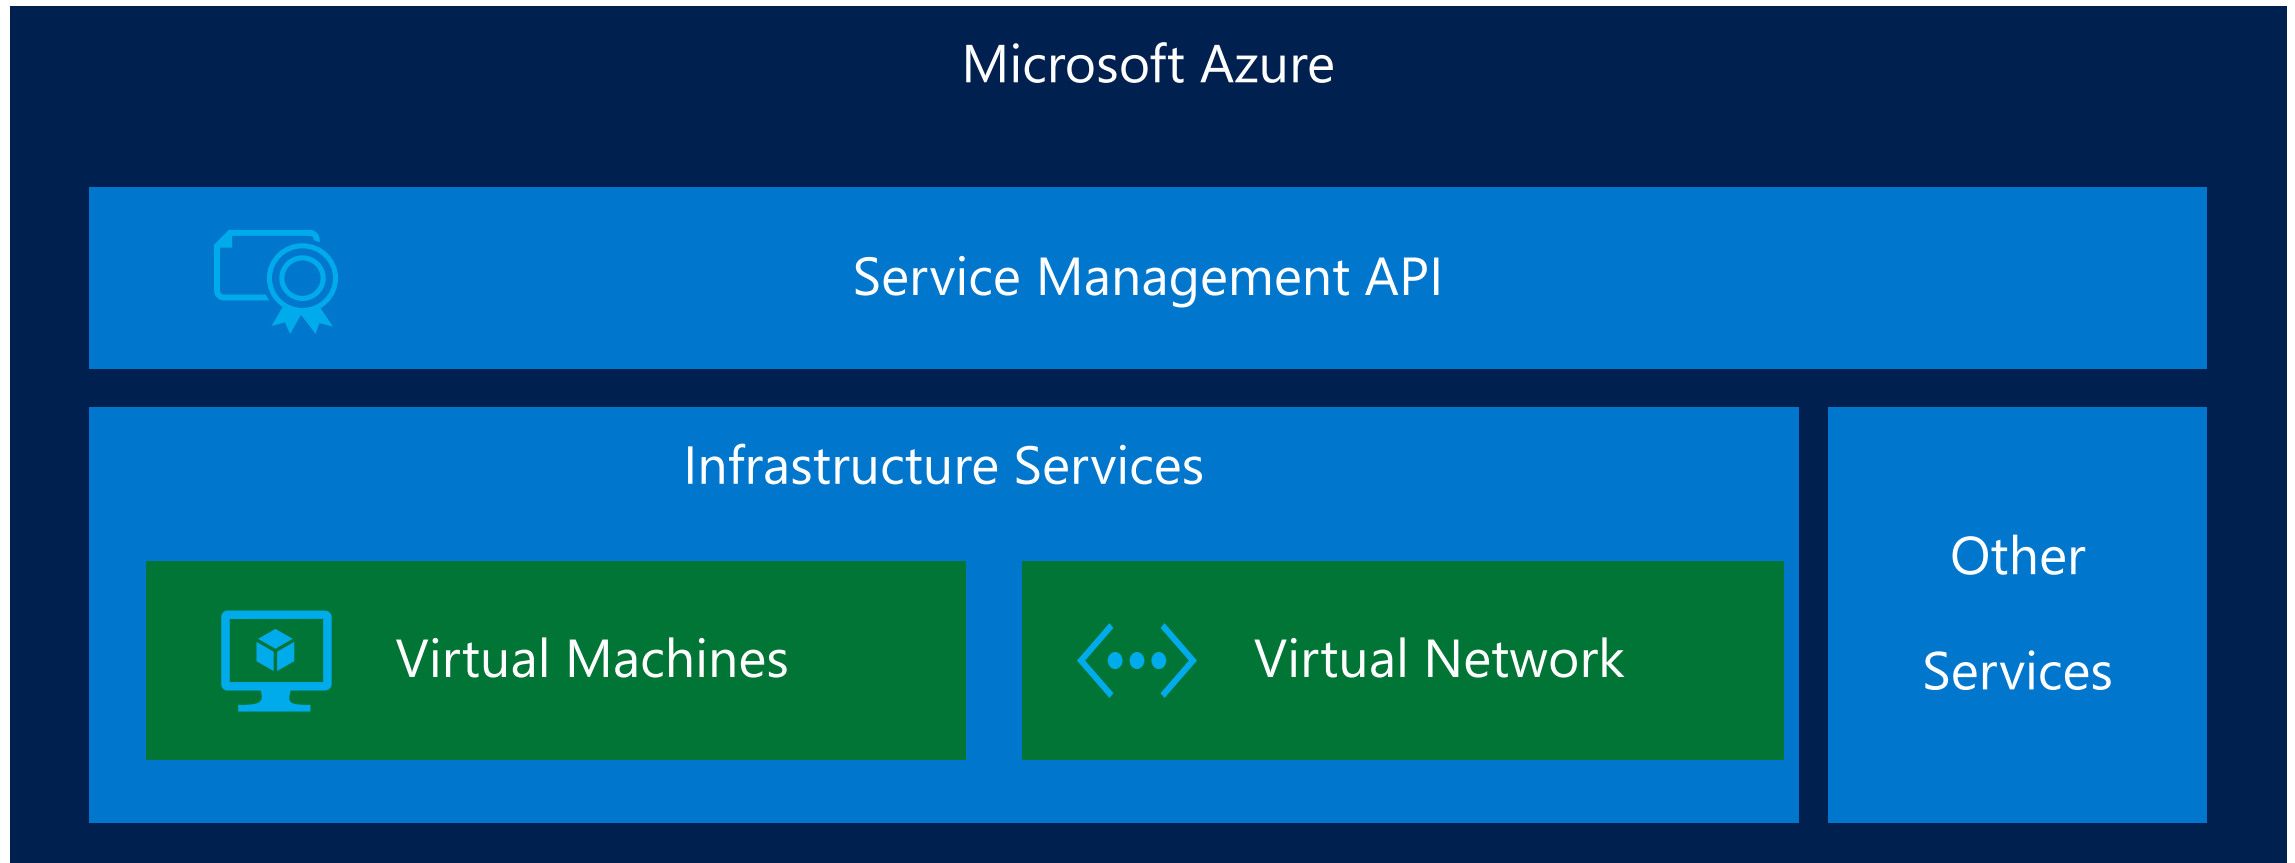 Microsoft Azure
Service Management API
Infrastructure Services
Virtual Machines
Virtual Network
Other
Services